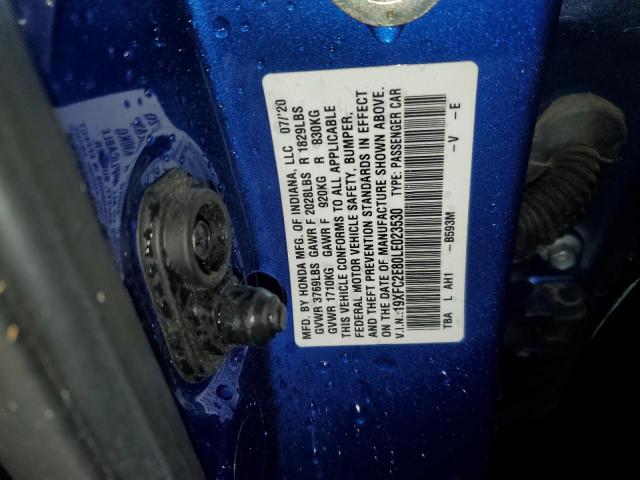 MFD. BY HONDA MFG. OF INDIANA, LLC 07/'20
GVWR 3769LBS GAWR F 2028LBS R 1829LBS
GVWR 1710KG GAWR F 920KG R 830KG
THIS VEHICLE CONFORMS TO ALL APPLICABLE
FEDERAL MOTOR VEHICLE SAFETY, BUMPER,
AND THEFT PREVENTION STANDARDS IN EFFECT
ON THE DATE OF MANUFACTURE SHOWN ABOVE.
V.I.N.:19XFC2E80LE023530 TYPE: PASSENGER CAR
TBA L AH1 -B593M -V -E